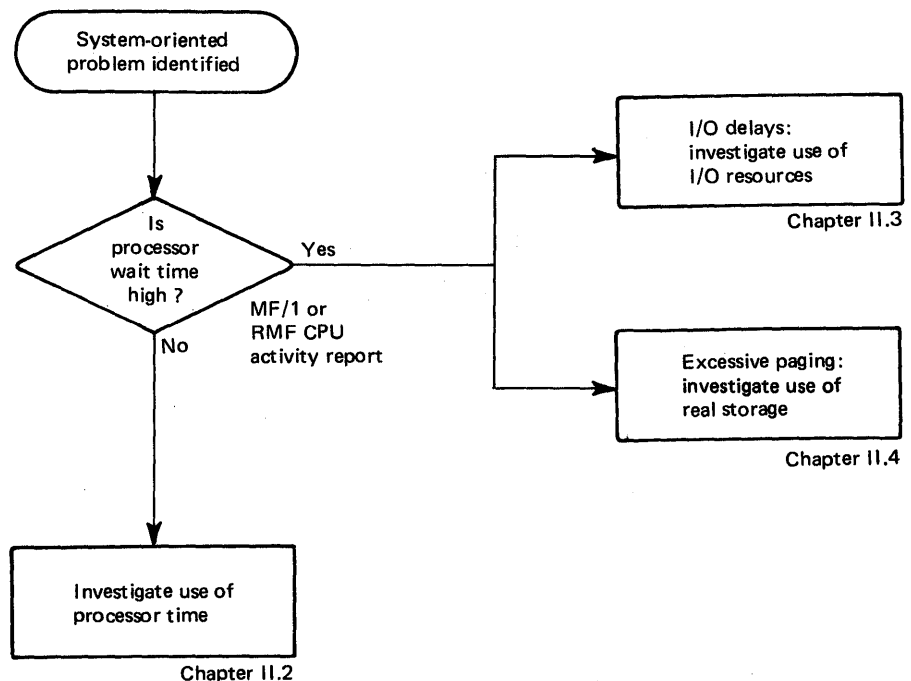 System-oriented
problem identified
Is
processor
wait time
high ?
Yes
MF/1 or
RMF CPU
activity report
No
I/O delays:
investigate use of
I/O resources
Chapter II.3
Excessive paging:
investigate use of
real storage
Chapter II.4
Investigate use of
processor time
Chapter II.2